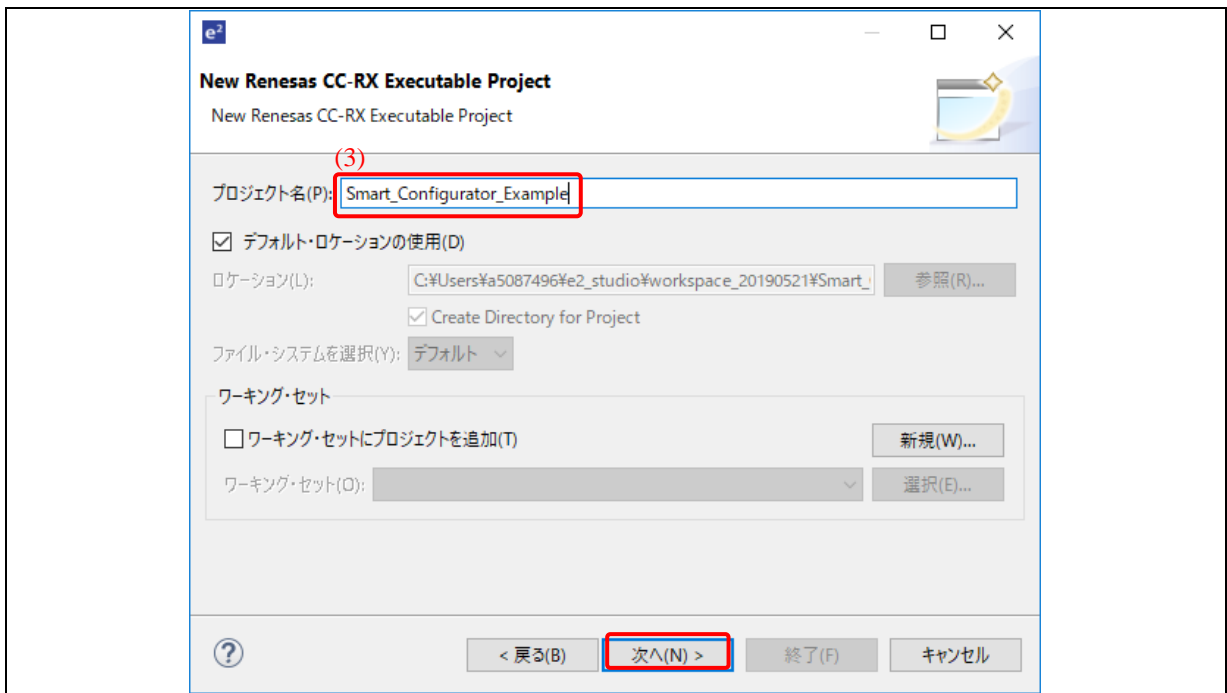 e²
New Renesas CC-RX Executable Project
New Renesas CC-RX Executable Project
(3)
プロジェクト名(P): Smart_Configurator_Example
デフォルト・ロケーションの使用(D)
ロケーション(L): C:¥Users¥a5087496¥e2_studio¥workspace_20190521¥Smart_ 参照(R)...
Create Directory for Project
ファイル・システムを選択(Y): デフォルト
ワーキング・セット
ワーキング・セットにプロジェクトを追加(T) 新規(W)...
ワーキング・セット(O): 選択(E)...
? < 戻る(B) 次へ(N) > 終了(F) キャンセル